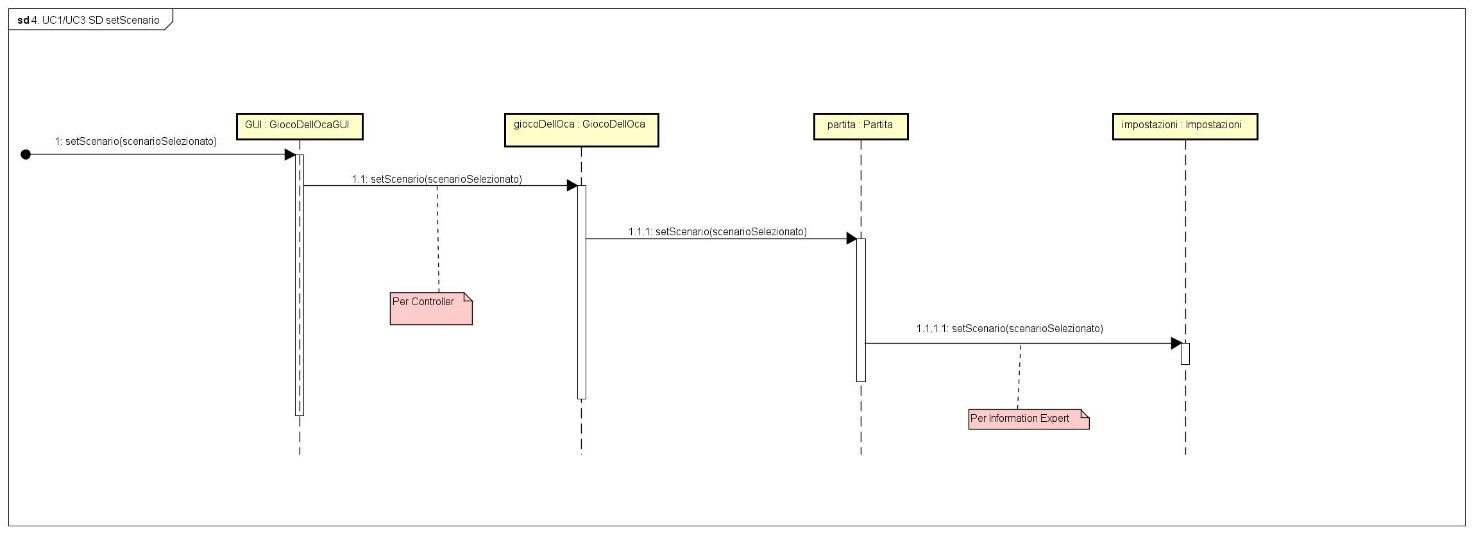 sd 4. UC1/UC3 SD setScenario
GUI : GiocoDellOcaGUI
giocoDellOca : GiocoDellOca
partita : Partita
impostazioni : Impostazioni
1: setScenario(scenarioSelezionato)
1.1: setScenario(scenarioSelezionato)
1.1.1: setScenario(scenarioSelezionato)
Per Controller
1.1.1.1: setScenario(scenarioSelezionato)
Per Information Expert